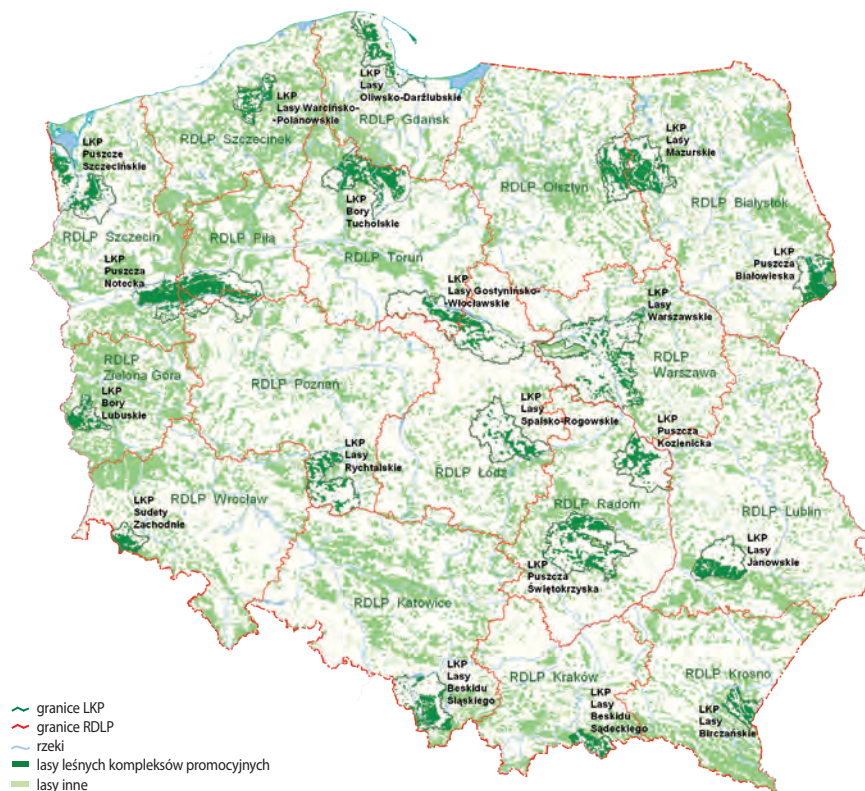 LKP
Lasy
Oliwsko-Darżlubskie
LKP
Lasy Warcińsko-
-Polanowskie
RDLP Gdańsk
RDLP Szczecinek
LKP
Puszcze
Szczecińskie
LKP
Lasy
Mazurskie
RDLP Olsztyn
RDLP Białystok
LKP
Bory
Tucholskie
RDLP Szczecin
RDLP Piła
RDLP Toruń
LKP
Puszcza
Notecka
LKP
Puszcza
Białowieska
LKP
Lasy Gostynińsko-
-Włocławskie
LKP
Lasy
Warszawskie
RDLP
Warszawa
RDLP
Zielona Góra
RDLP Poznań
LKP
Bory
Lubuskie
LKP
Lasy
Spalsko-Rogowskie
LKP
Puszcza
Kozienicka
LKP
Lasy
Rychtalskie
RDLP Łódź
RDLP Wrocław
RDLP Radom
RDLP Lublin
LKP
Sudety
Zachodnie
LKP
Lasy
Janowskie
LKP
Puszcza
Świętokrzyska
RDLP Katowice
LKP
Lasy
Beskidu
Śląskiego
RDLP Kraków
LKP
Lasy
Beskidu
Sądeckiego
RDLP Krosno
LKP
Lasy
Birczańskie
granice LKP
granice RDLP
rzeki
lasy leśnych kompleksów promocyjnych
lasy inne